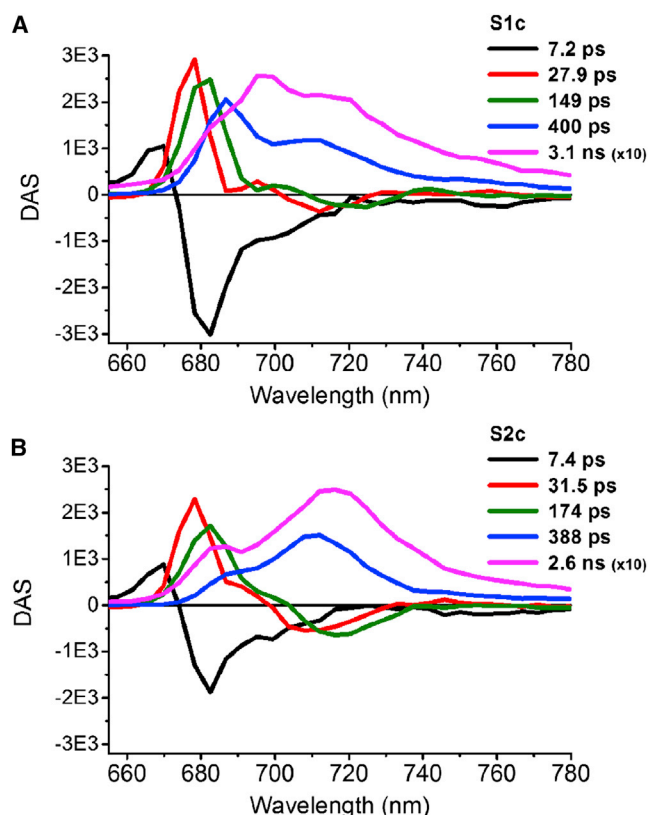 A
S1c
7.2 ps
27.9 ps
149 ps
400 ps
3.1 ns (x10)
3E3
2E3
1E3
0
-1E3
-2E3
-3E3
DAS
660 680 700 720 740 760 780
Wavelength (nm)
B
S2c
7.4 ps
31.5 ps
174 ps
388 ps
2.6 ns (x10)
3E3
2E3
1E3
0
-1E3
-2E3
-3E3
DAS
660 680 700 720 740 760 780
Wavelength (nm)